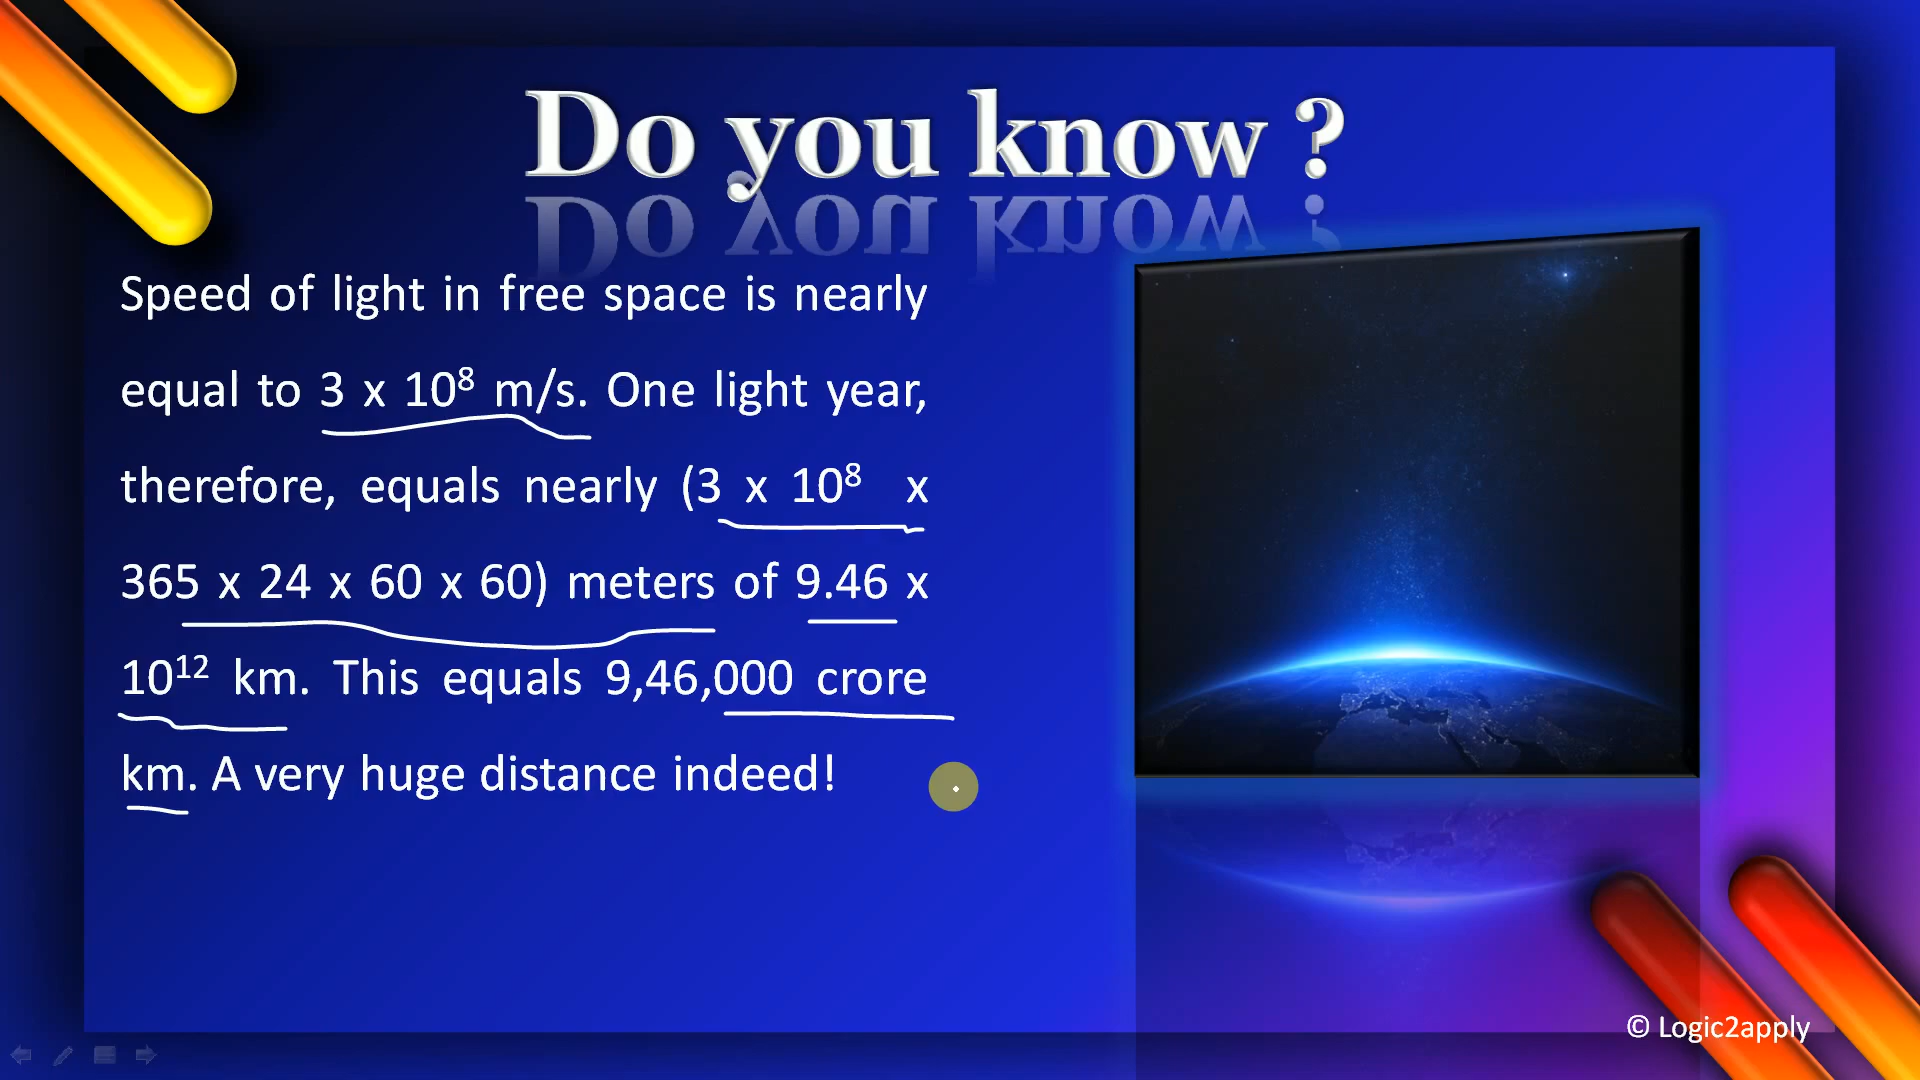 Do you know ?
Speed of light in free space is nearly
equal to 3 x 10⁸ m/s. One light year,
therefore, equals nearly (3 x 10⁸ x
365 x 24 x 60 x 60) meters of 9.46 x
10¹² km. This equals 9,46,000 crore
km. A very huge distance indeed!
© Logic2apply